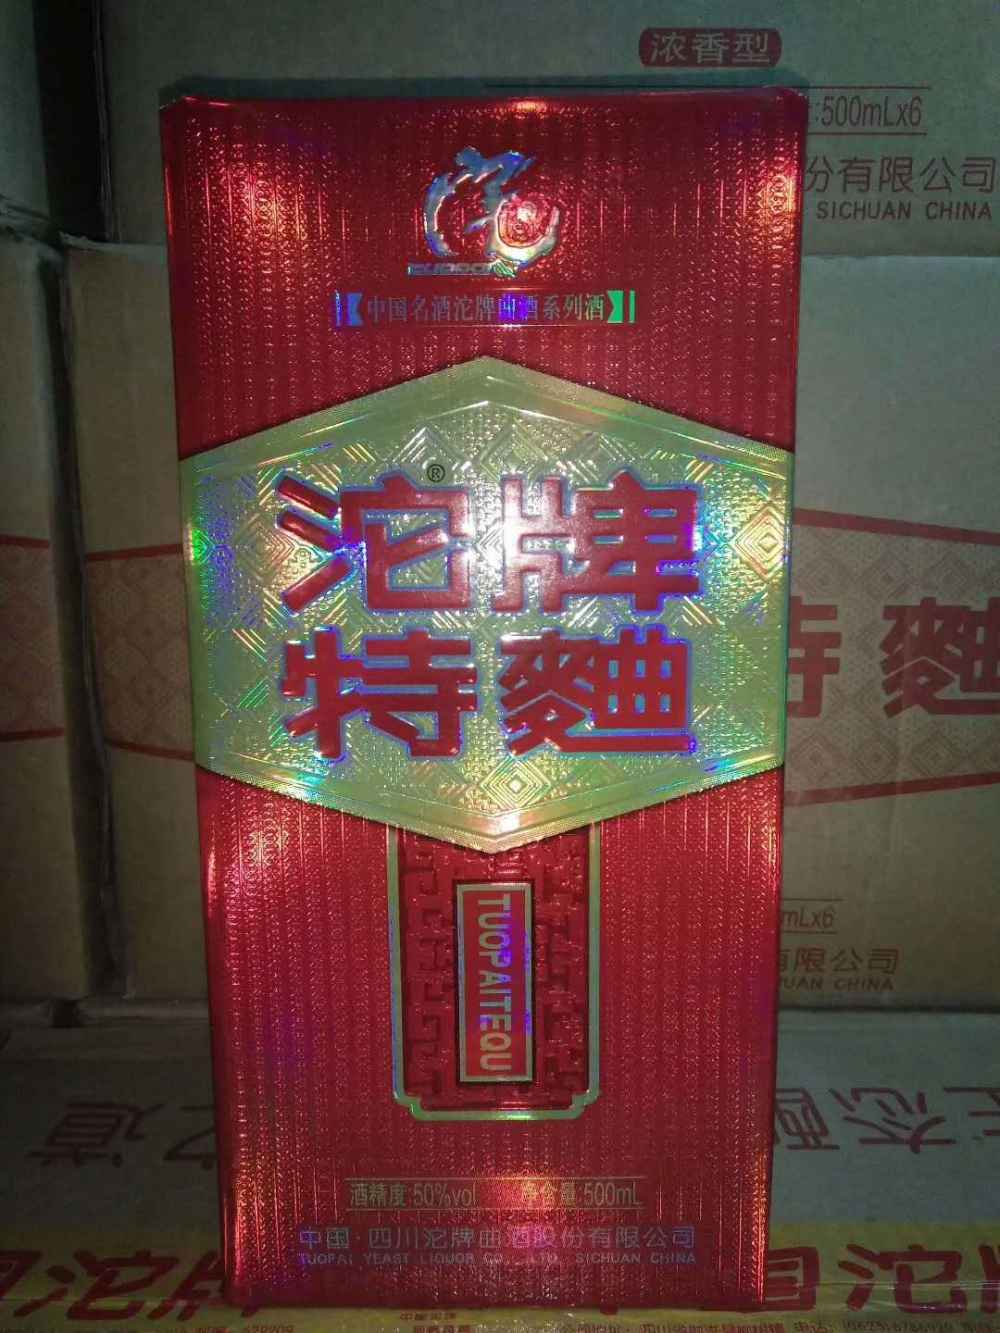 浓香型
:500mLx6
份有限公司
SICHUAN CHINA
中国名酒沱牌曲酒系列酒
®
沱牌
特麯
特麯
TUOPAITEQU
mLx6
有限公司
UAN CHINA
酒精度:50%vol 净含量:500mL
中国·四川沱牌曲酒股份有限公司
TUOPAI YEAST LIQUOR CO., LTD. SICHUAN CHINA